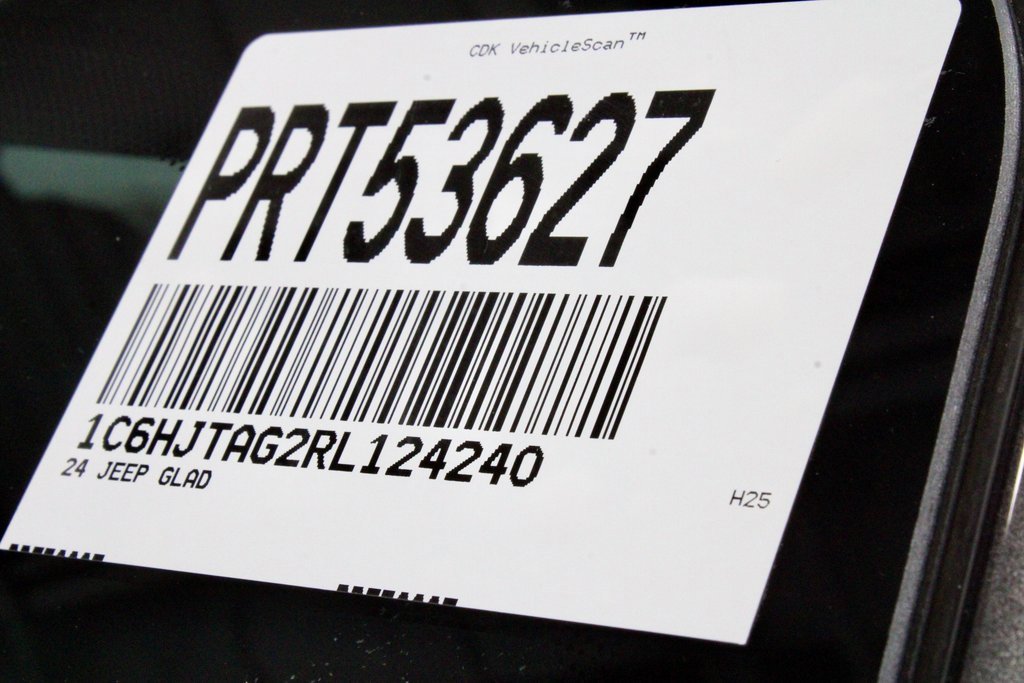 CDK VehicleScan™
PRT53627
1C6HJTAG2RL124240
24 JEEP GLAD
H25